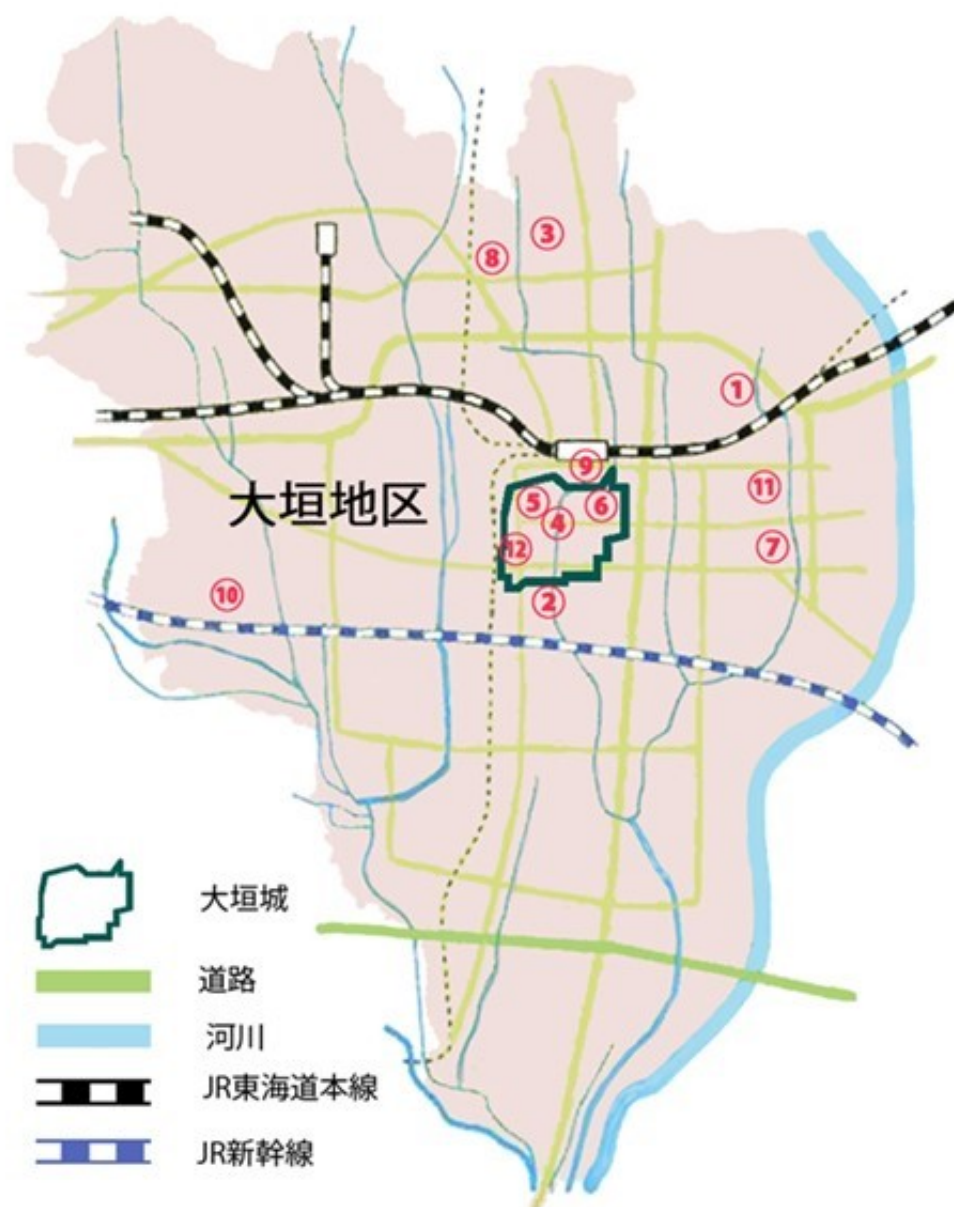 ③
⑧
①
⑨
⑪
⑤
⑥
④
大垣地区
⑦
⑫
⑩
②
大垣城
道路
河川
JR東海道本線
JR新幹線